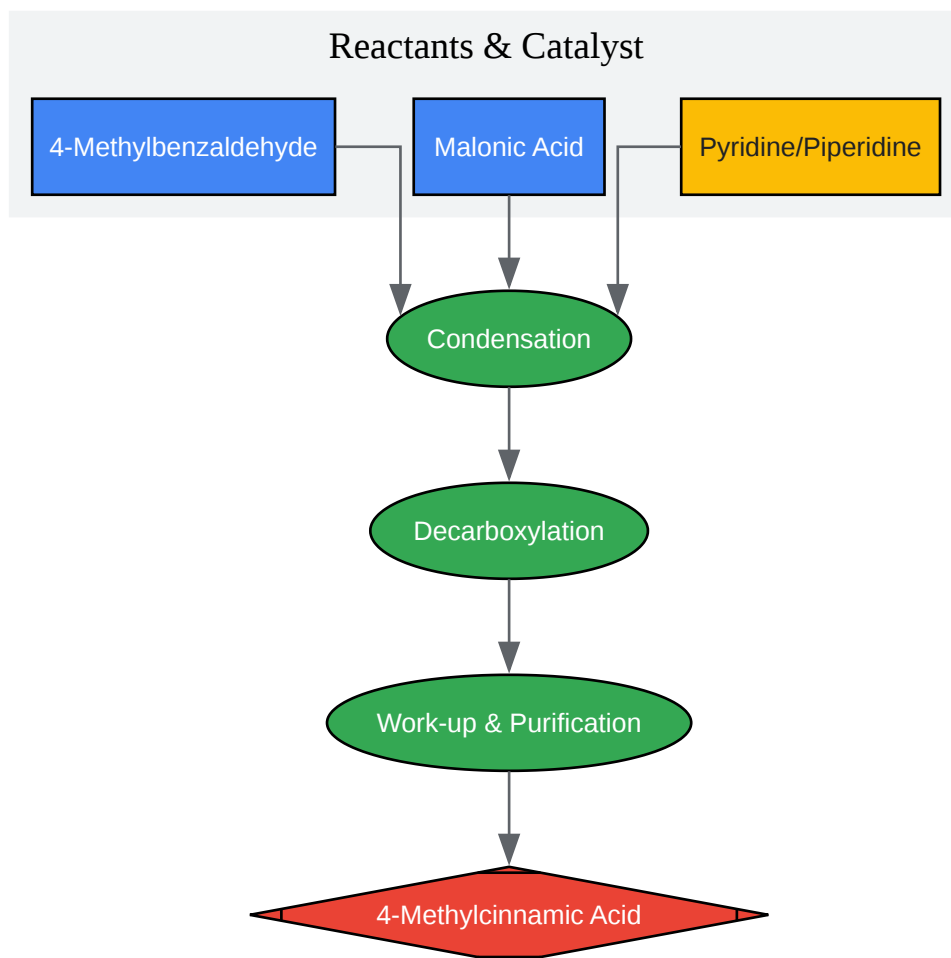 Reactants & Catalyst
4-Methylbenzaldehyde
Malonic Acid
Pyridine/Piperidine
Condensation
Decarboxylation
Work-up & Purification
4-Methylcinnamic Acid